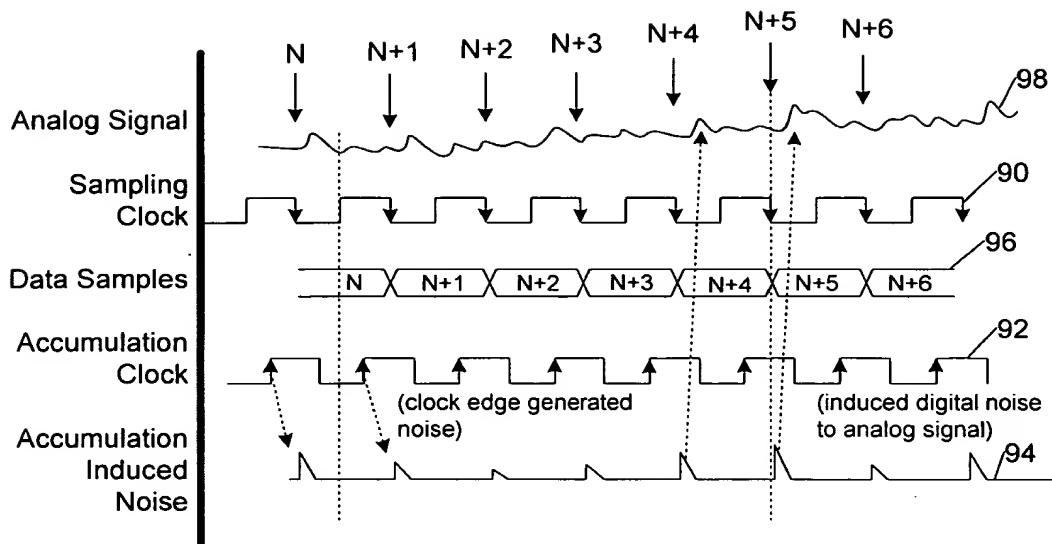 N
N+1
N+2
N+3
N+4
N+5
N+6
98
Analog Signal
Sampling
Clock
90
96
Data Samples
N
N+1
N+2
N+3
N+4
N+5
N+6
92
Accumulation
Clock
(clock edge generated
noise)
(induced digital noise
to analog signal)
Accumulation
Induced
Noise
94